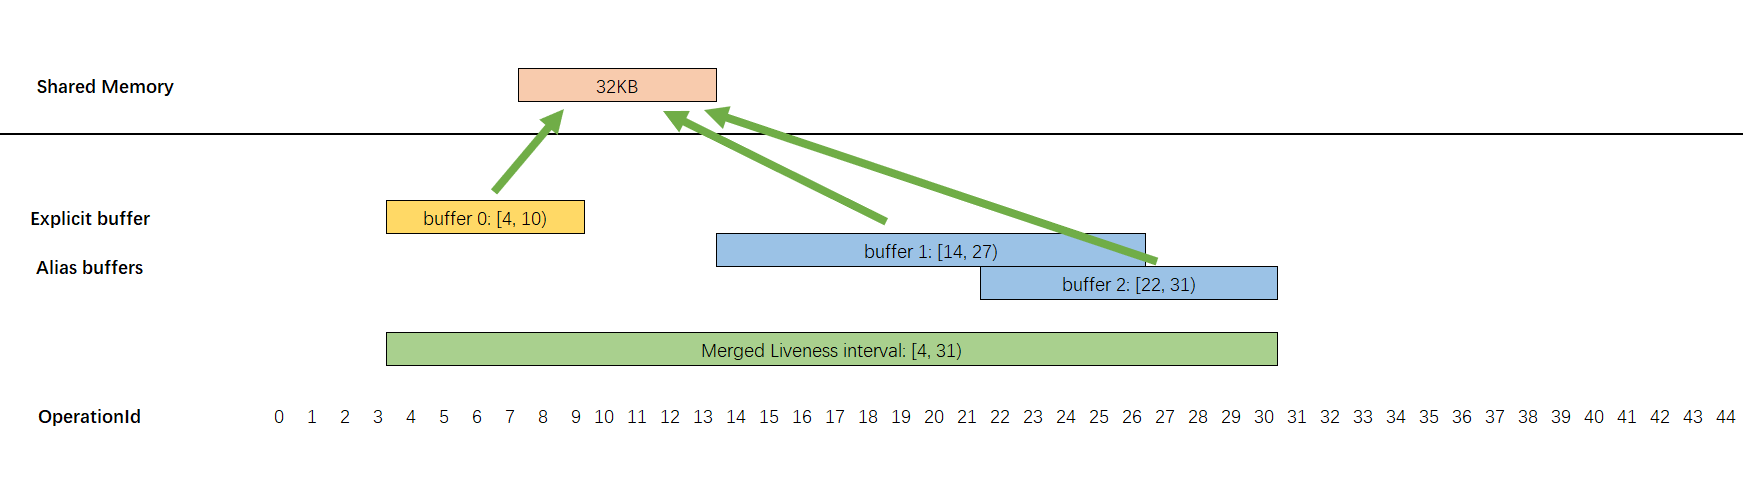 Shared Memory
32KB
Explicit buffer
buffer 0: [4, 10)
buffer 1: [14, 27)
Alias buffers
buffer 2: [22, 31)
Merged Liveness interval: [4, 31)
OperationId 0 1 2 3 4 5 6 7 8 9 10 11 12 13 14 15 16 17 18 19 20 21 22 23 24 25 26 27 28 29 30 31 32 33 34 35 36 37 38 39 40 41 42 43 44